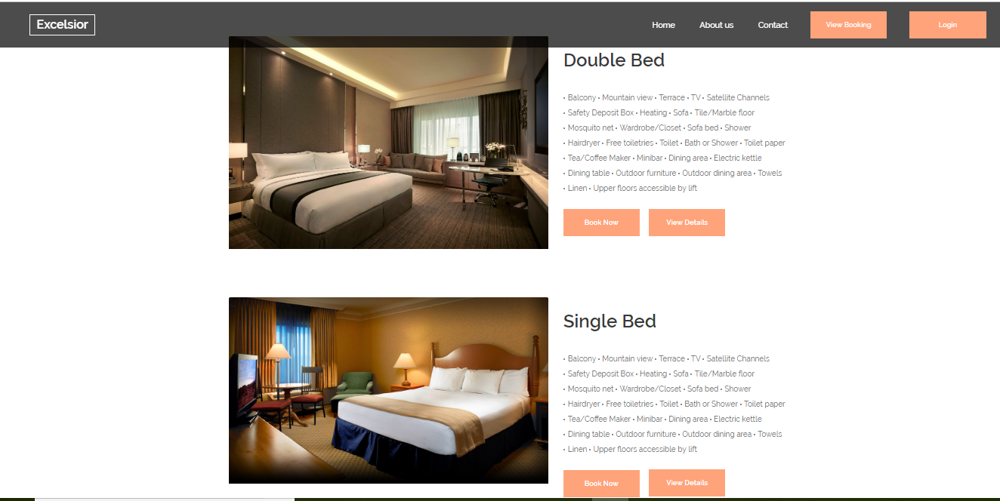 Excelsior
Home About us Contact View Booking Login
Double Bed
• Balcony • Mountain view • Terrace • TV • Satellite Channels
• Safety Deposit Box • Heating • Sofa • Tile/Marble floor
• Mosquito net • Wardrobe/Closet • Sofa bed • Shower
• Hairdryer • Free toiletries • Toilet • Bath or Shower • Toilet paper
• Tea/Coffee Maker • Minibar • Dining area • Electric kettle
• Dining table • Outdoor furniture • Outdoor dining area • Towels
• Linen • Upper floors accessible by lift
Book Now View Details
Single Bed
• Balcony • Mountain view • Terrace • TV • Satellite Channels
• Safety Deposit Box • Heating • Sofa • Tile/Marble floor
• Mosquito net • Wardrobe/Closet • Sofa bed • Shower
• Hairdryer • Free toiletries • Toilet • Bath or Shower • Toilet paper
• Tea/Coffee Maker • Minibar • Dining area • Electric kettle
• Dining table • Outdoor furniture • Outdoor dining area • Towels
• Linen • Upper floors accessible by lift
Book Now View Details